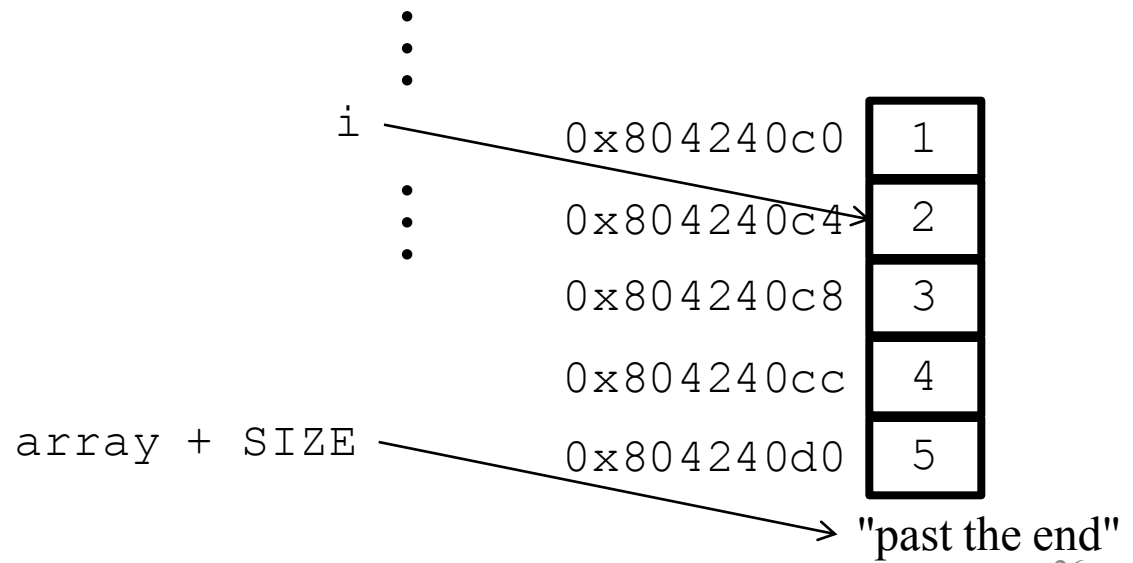 i
0x804240c0 1
0x804240c4 2
0x804240c8 3
0x804240cc 4
array + SIZE
0x804240d0 5
"past the end"